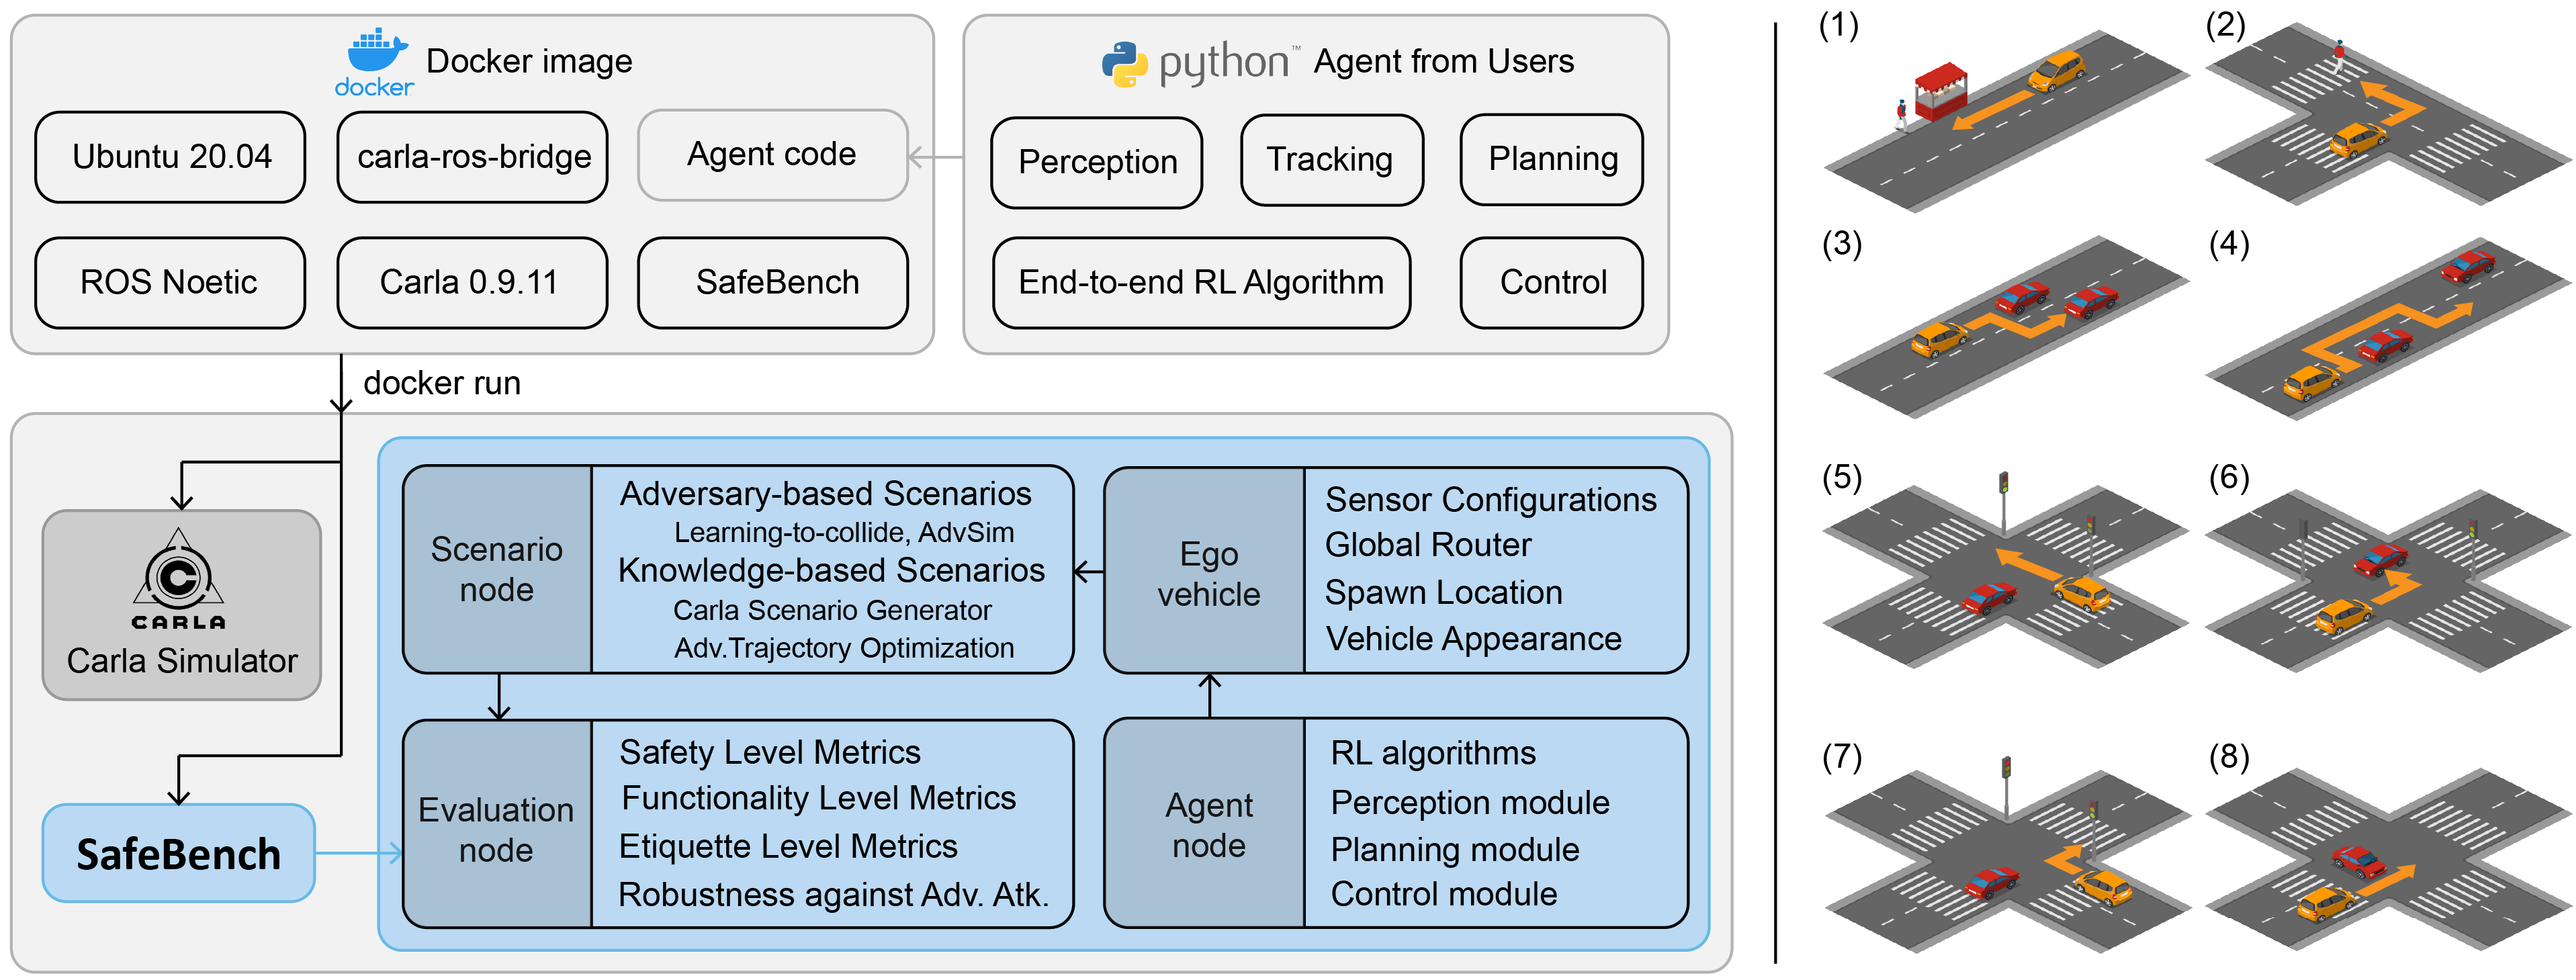 docker
Docker image
Ubuntu 20.04
carla-ros-bridge
Agent code
ROS Noetic
Carla 0.9.11
SafeBench
python™
Agent from Users
Perception
Tracking
Planning
End-to-end RL Algorithm
Control
docker run
CARLA
Carla Simulator
SafeBench
Scenario
node
Adversary-based Scenarios
Learning-to-collide, AdvSim
Knowledge-based Scenarios
Carla Scenario Generator
Adv.Trajectory Optimization
Ego
vehicle
Sensor Configurations
Global Router
Spawn Location
Vehicle Appearance
Evaluation
node
Safety Level Metrics
Functionality Level Metrics
Etiquette Level Metrics
Robustness against Adv. Atk.
Agent
node
RL algorithms
Perception module
Planning module
Control module
(1)
(2)
(3)
(4)
(5)
(6)
(7)
(8)